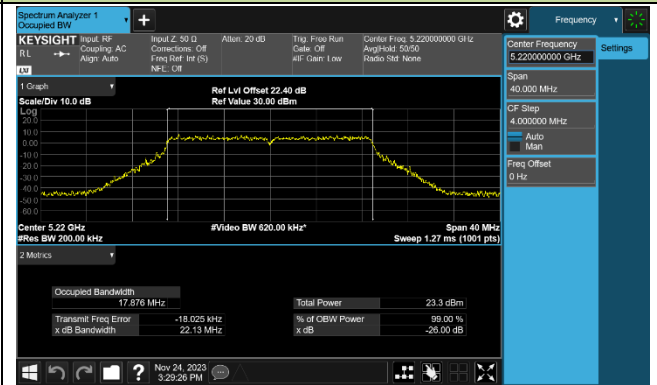 Spectrum Analyzer 1
Occupied BW
Frequency
KEYSIGHT
RL
LXI
Input: RF
Coupling: AC
Align: Auto
Input Z: 50 Ω
Corrections: Off
Freq Ref: Int (S)
NFE: Off
Atten: 20 dB
Trig: Free Run
Gate: Off
#IF Gain: Low
Center Freq: 5.220000000 GHz
Avg|Hold: 50/50
Radio Std: None
Center Frequency
5.220000000 GHz
Settings
Span
40.000 MHz
CF Step
4.000000 MHz
Auto
Man
Freq Offset
0 Hz
1 Graph
Scale/Div 10.0 dB
Ref Lvl Offset 22.40 dB
Ref Value 30.00 dBm
Log
20.0
10.0
0.00
-10.0
-20.0
-30.0
-40.0
-50.0
-60.0
Center 5.22 GHz
#Video BW 620.00 kHz*
Span 40 MHz
#Res BW 200.00 kHz
Sweep 1.27 ms (1001 pts)
2 Metrics
Occupied Bandwidth
17.876 MHz
Total Power
23.3 dBm
Transmit Freq Error
-18.025 kHz
% of OBW Power
99.00 %
x dB Bandwidth
22.13 MHz
x dB
-26.00 dB
?
Nov 24, 2023
3:29:26 PM